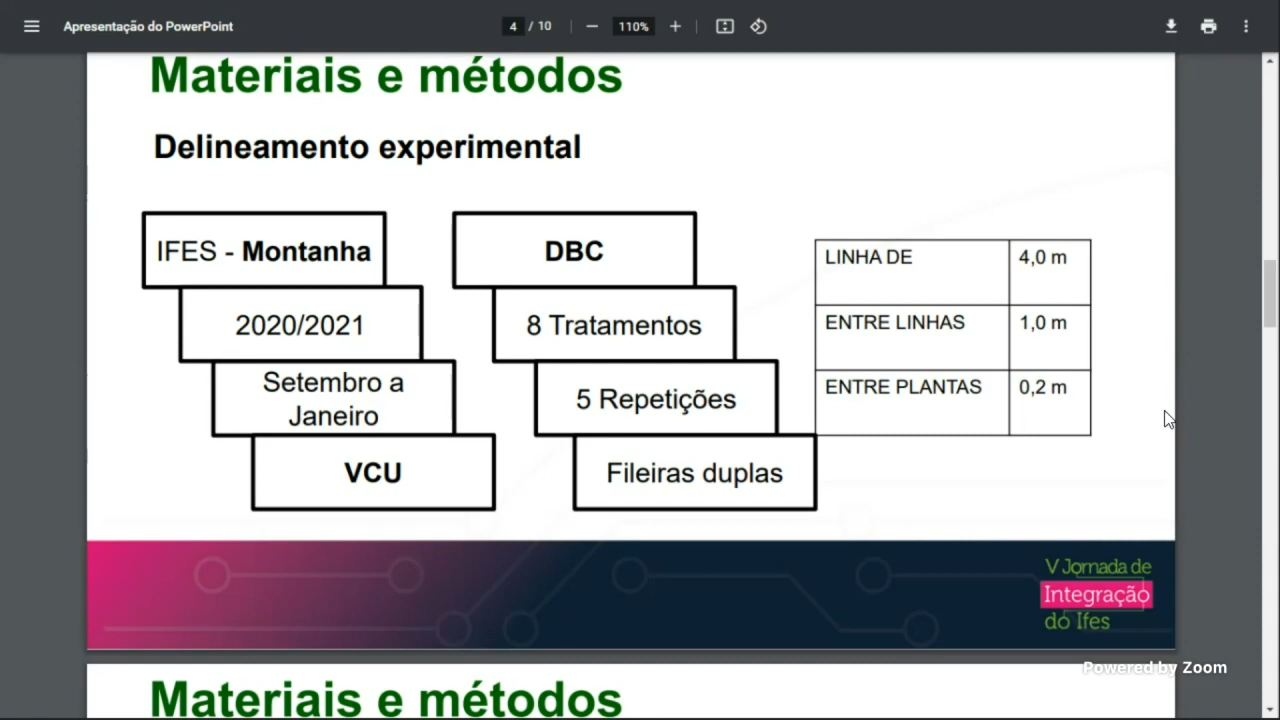 Apresentação do PowerPoint
4 / 10
110%
Materiais e métodos
Delineamento experimental
IFES - Montanha
2020/2021
Setembro a
Janeiro
VCU
DBC
8 Tratamentos
5 Repetições
Fileiras duplas
LINHA DE 4,0 m
ENTRE LINHAS 1,0 m
ENTRE PLANTAS 0,2 m
V Jornada de
Integração
do Ifes
Powered by Zoom
Materiais e métodos